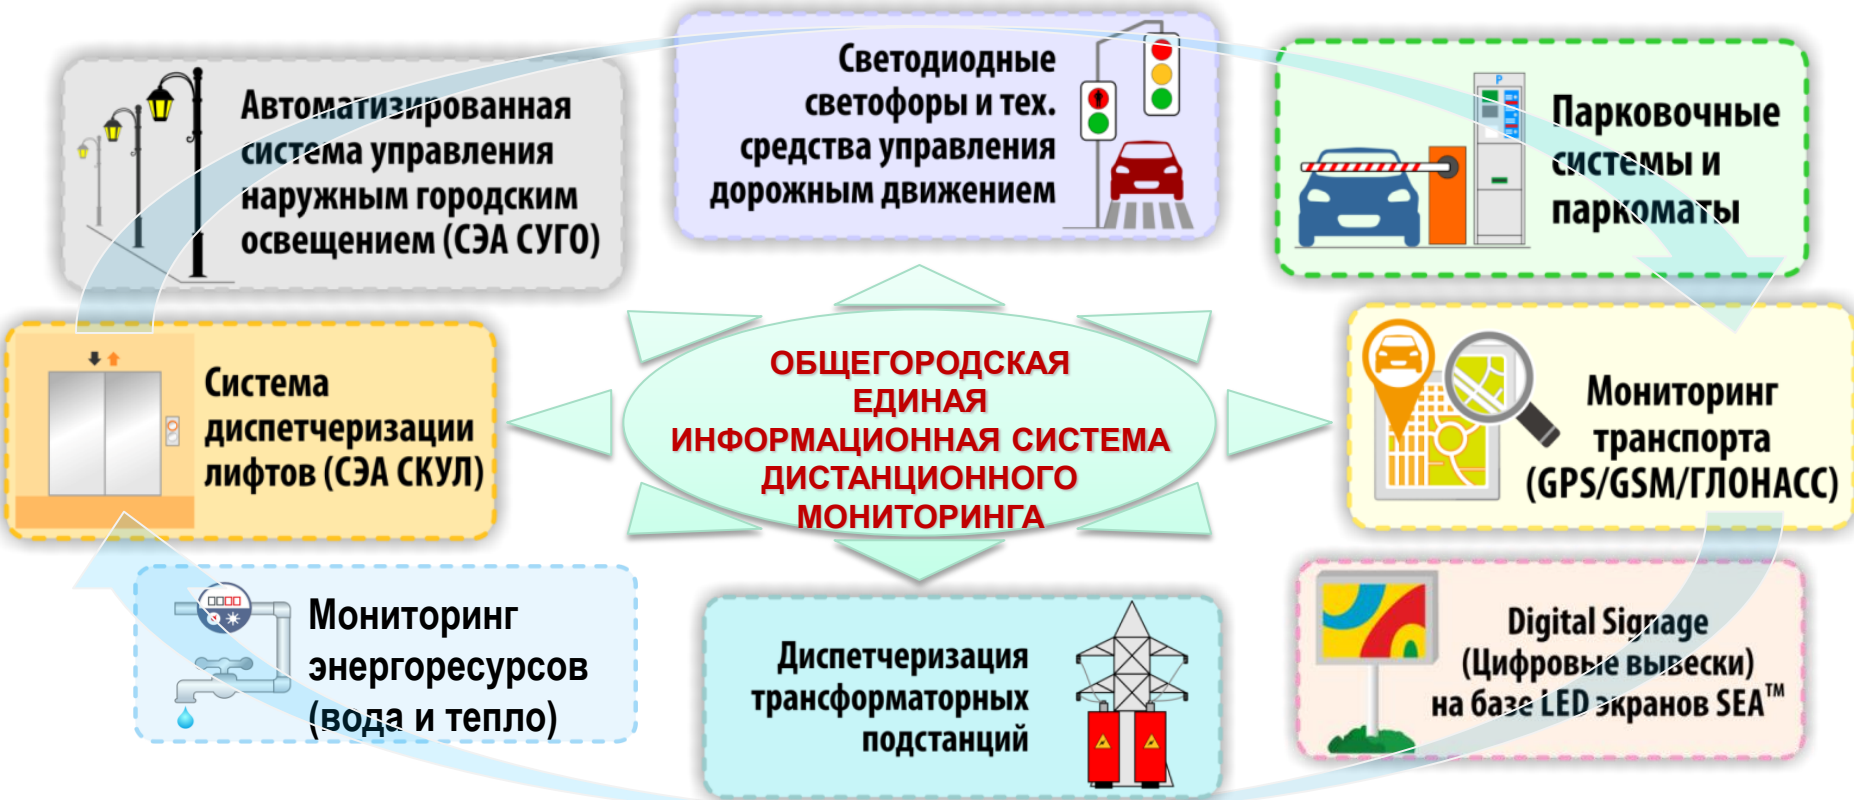 Автоматизированная
система управления
наружным городским
освещением (СЭА СУГО)
Светодиодные
светофоры и тех.
средства управления
дорожным движением
P
Парковочные
системы и
паркоматы
Система
диспетчеризации
лифтов (СЭА СКУЛ)
ОБЩЕГОРОДСКАЯ
ЕДИНАЯ
ИНФОРМАЦИОННАЯ СИСТЕМА
ДИСТАНЦИОННОГО
МОНИТОРИНГА
Мониторинг
транспорта
(GPS/GSM/ГЛОНАСС)
Мониторинг
энергоресурсов
(вода и тепло)
Диспетчеризация
трансформаторных
подстанций
Digital Signage
(Цифровые вывески)
на базе LED экранов SEA™